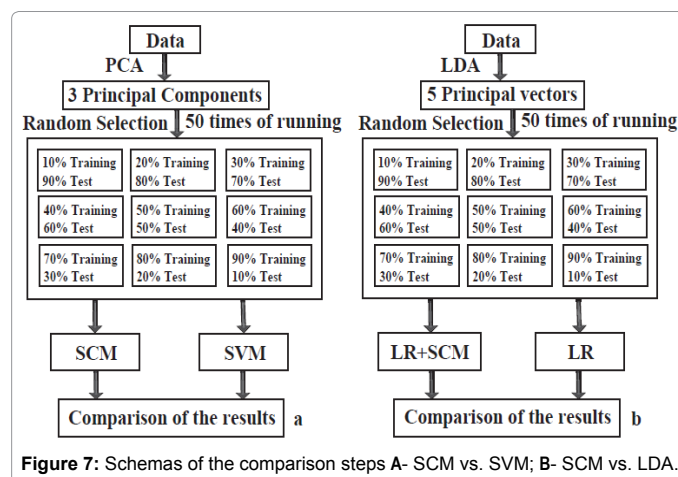 Data
PCA
3 Principal Components
Random Selection 50 times of running
10% Training
90% Test
20% Training
80% Test
30% Training
70% Test
40% Training
60% Test
50% Training
50% Test
60% Training
40% Test
70% Training
30% Test
80% Training
20% Test
90% Training
10% Test
SCM
SVM
Comparison of the results a
Data
LDA
5 Principal vectors
Random Selection 50 times of running
10% Training
90% Test
20% Training
80% Test
30% Training
70% Test
40% Training
60% Test
50% Training
50% Test
60% Training
40% Test
70% Training
30% Test
80% Training
20% Test
90% Training
10% Test
LR+SCM
LR
Comparison of the results b
Figure 7: Schemas of the comparison steps A- SCM vs. SVM; B- SCM vs. LDA.